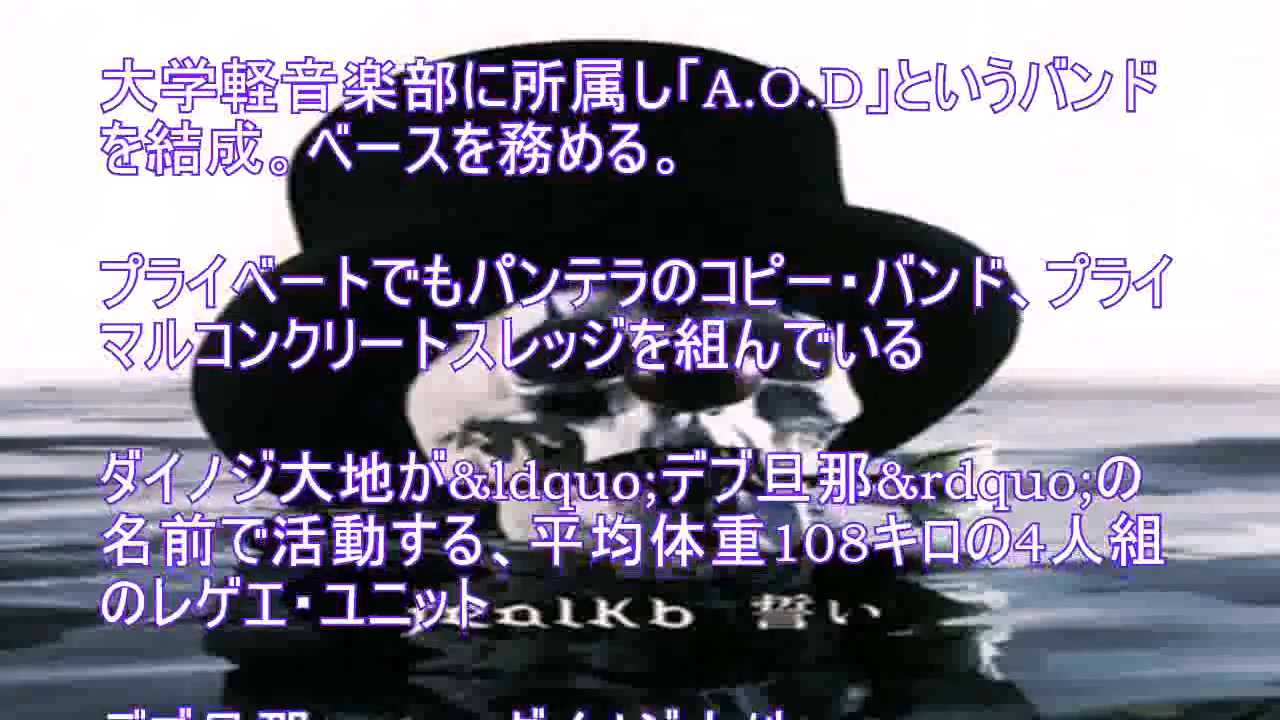 大学軽音楽部に所属し「A.O.D」というバンド
を結成。ベースを務める。
プライベートでもパンテラのコピー・バンド、プライ
マルコンクリートスレッジを組んでいる
ダイノジ大地が&ldquo;デブ旦那&rdquo;の
名前で活動する、平均体重108キロの4人組
のレゲエ・ユニット
誓い